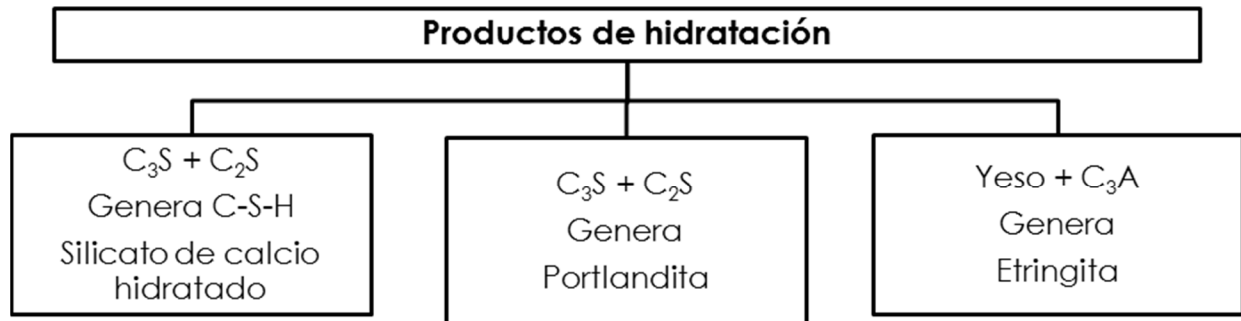 Productos de hidratación
C₃S + C₂S
Genera C-S-H
Silicato de calcio
hidratado
C₃S + C₂S
Genera
Portlandita
Yeso + C₃A
Genera
Etringita